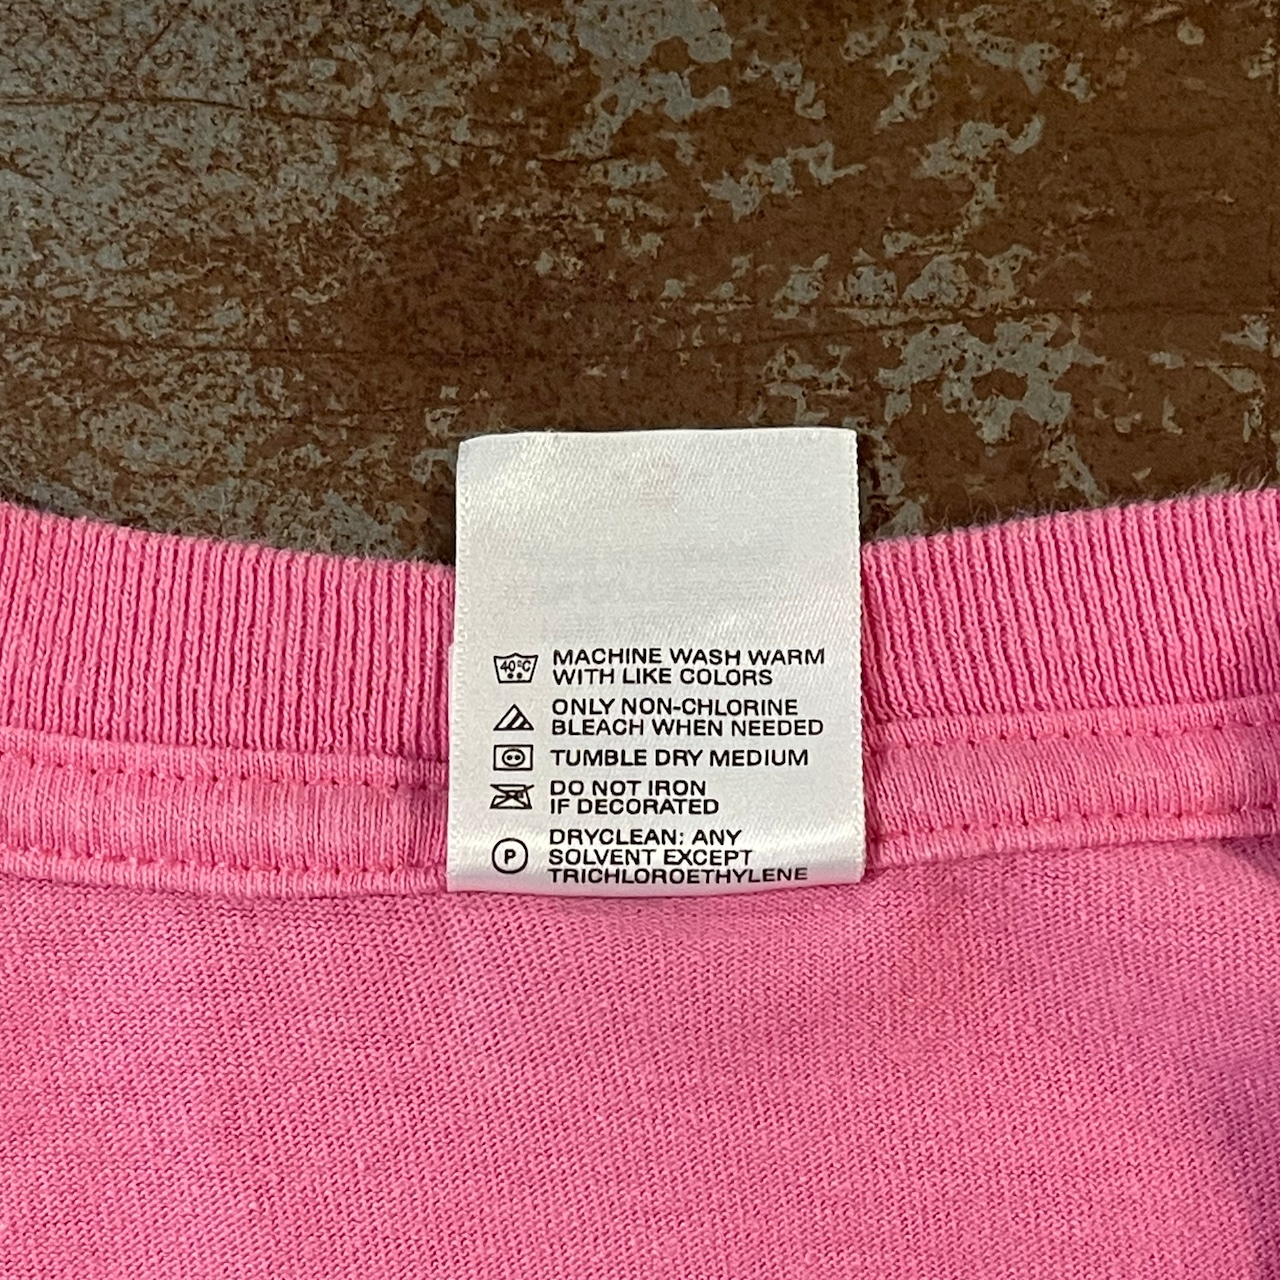 40°C MACHINE WASH WARM
WITH LIKE COLORS
ONLY NON-CHLORINE
BLEACH WHEN NEEDED
TUMBLE DRY MEDIUM
DO NOT IRON
IF DECORATED
DRYCLEAN: ANY
P SOLVENT EXCEPT
TRICHLOROETHYLENE